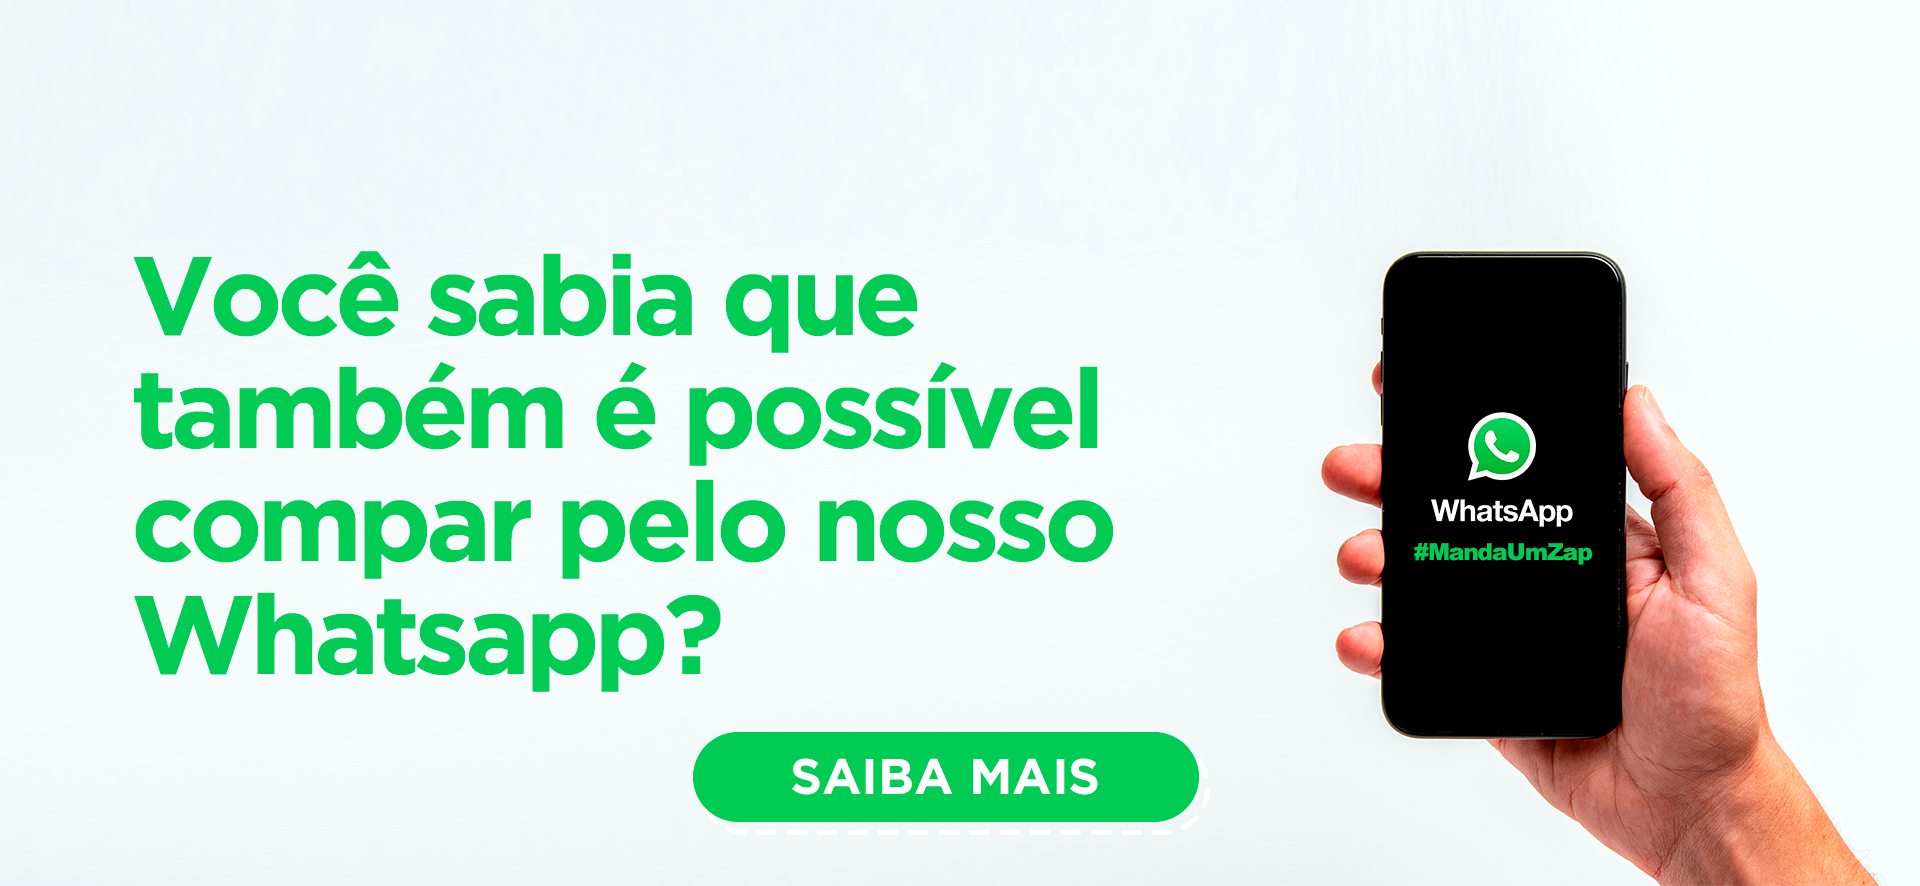 Você sabia que
também é possível
compar pelo nosso
Whatsapp?
SAIBA MAIS
WhatsApp
#MandaUmZap